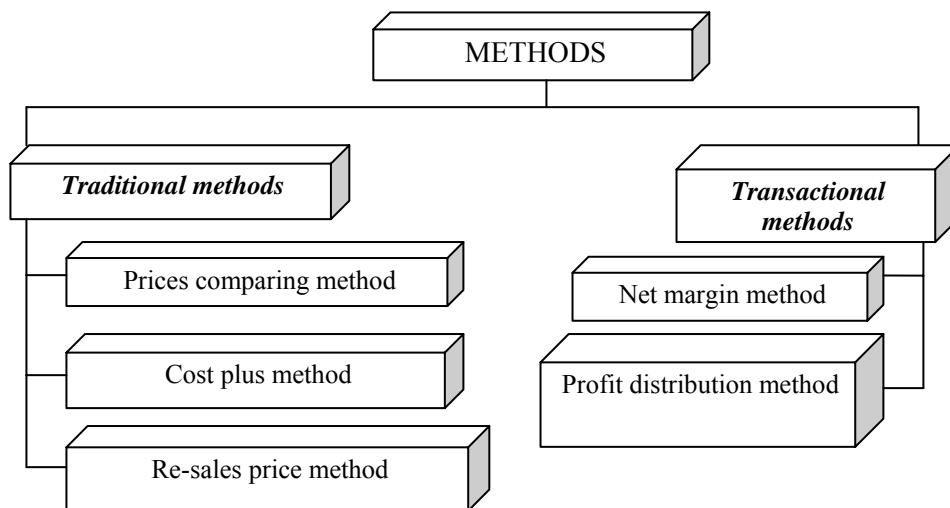 METHODS
Traditional methods
Prices comparing method
Cost plus method
Re-sales price method
Transactional
methods
Net margin method
Profit distribution method